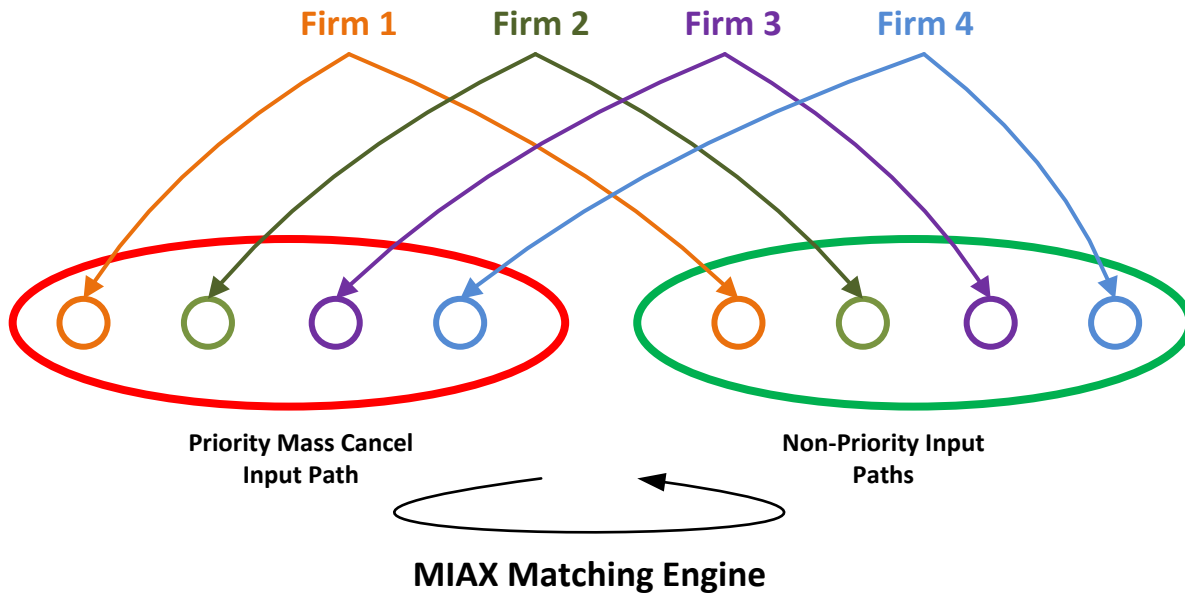 Firm 1 Firm 2 Firm 3 Firm 4
Priority Mass Cancel
Input Path
Non-Priority Input
Paths
MIAX Matching Engine